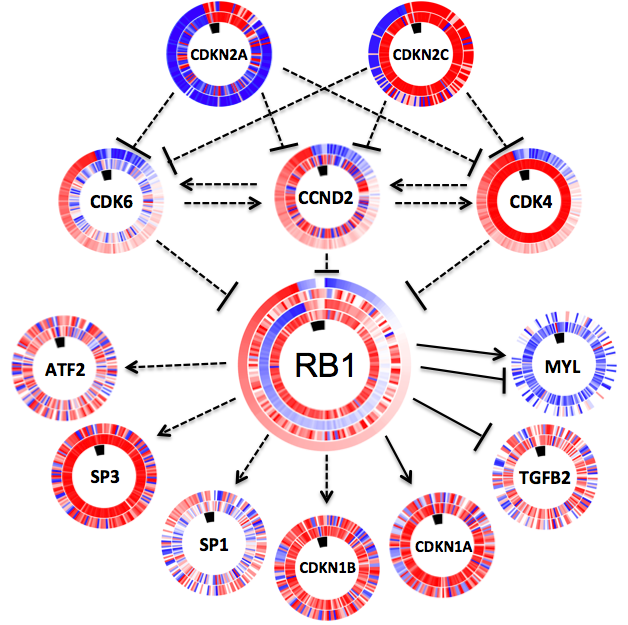 CDKN2A
CDKN2C
CDK6
CCND2
CDK4
RB1
ATF2
MYL
SP3
TGFB2
SP1
CDKN1B
CDKN1A